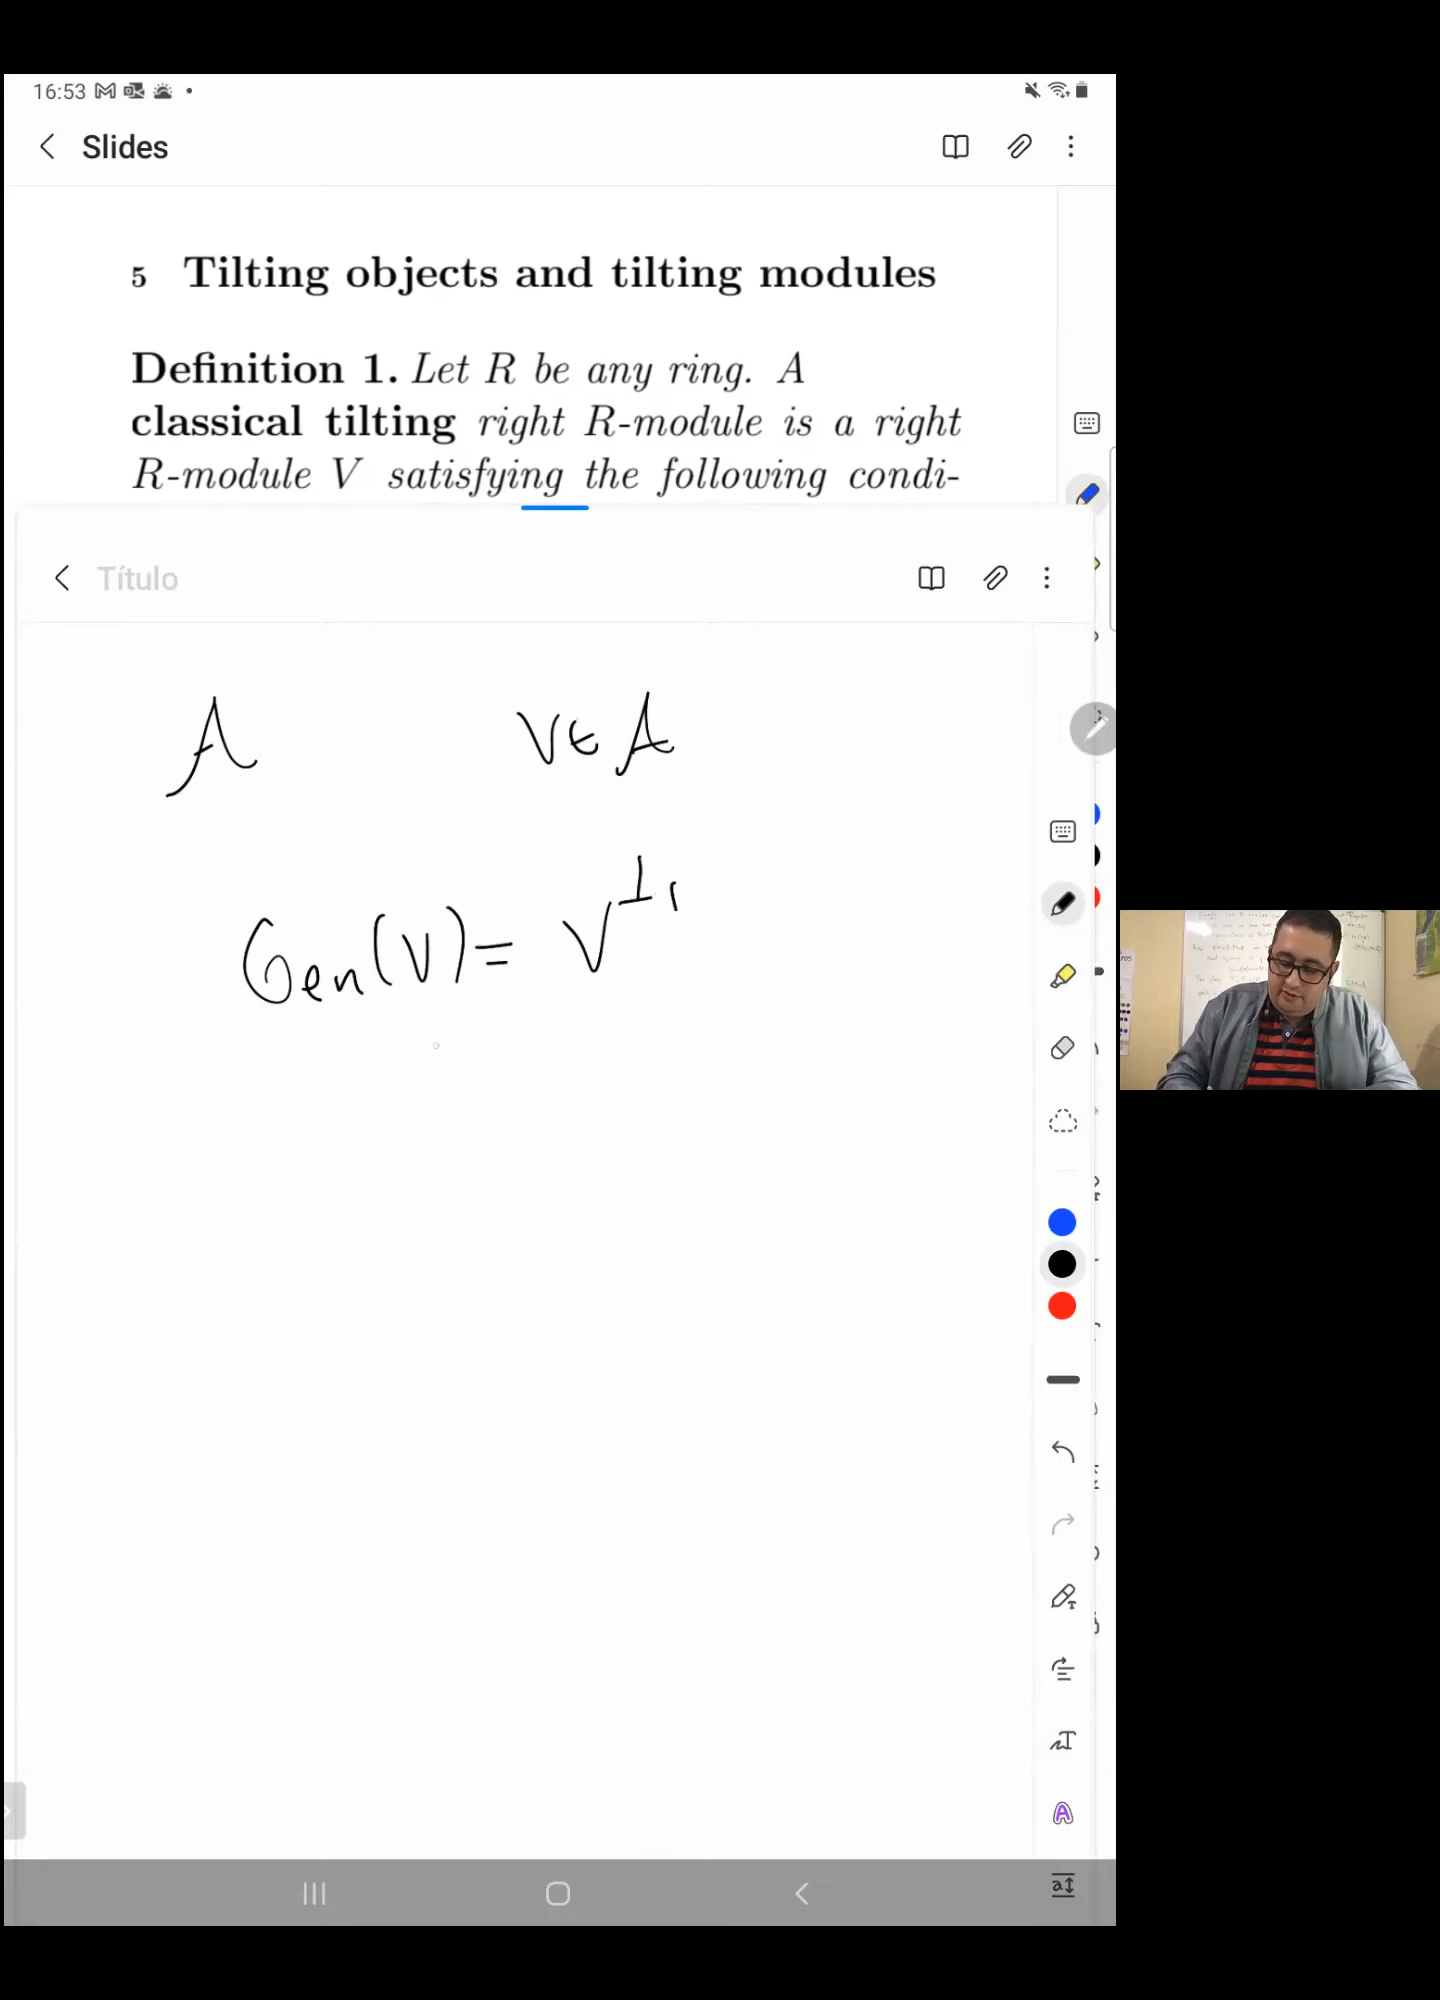 16:53
Slides
5 Tilting objects and tilting modules
Definition 1. Let R be any ring. A
classical tilting right R-module is a right
R-module V satisfying the following condi-
Título
A V ∈ A
Gen(V) = V^⊥1